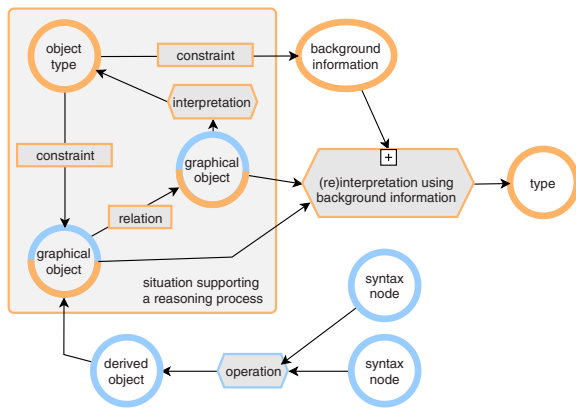 object
type
constraint
background
information
interpretation
constraint
graphical
object
+
(re)interpretation using
background information
type
relation
graphical
object
situation supporting
a reasoning process
syntax
node
derived
object
operation
syntax
node